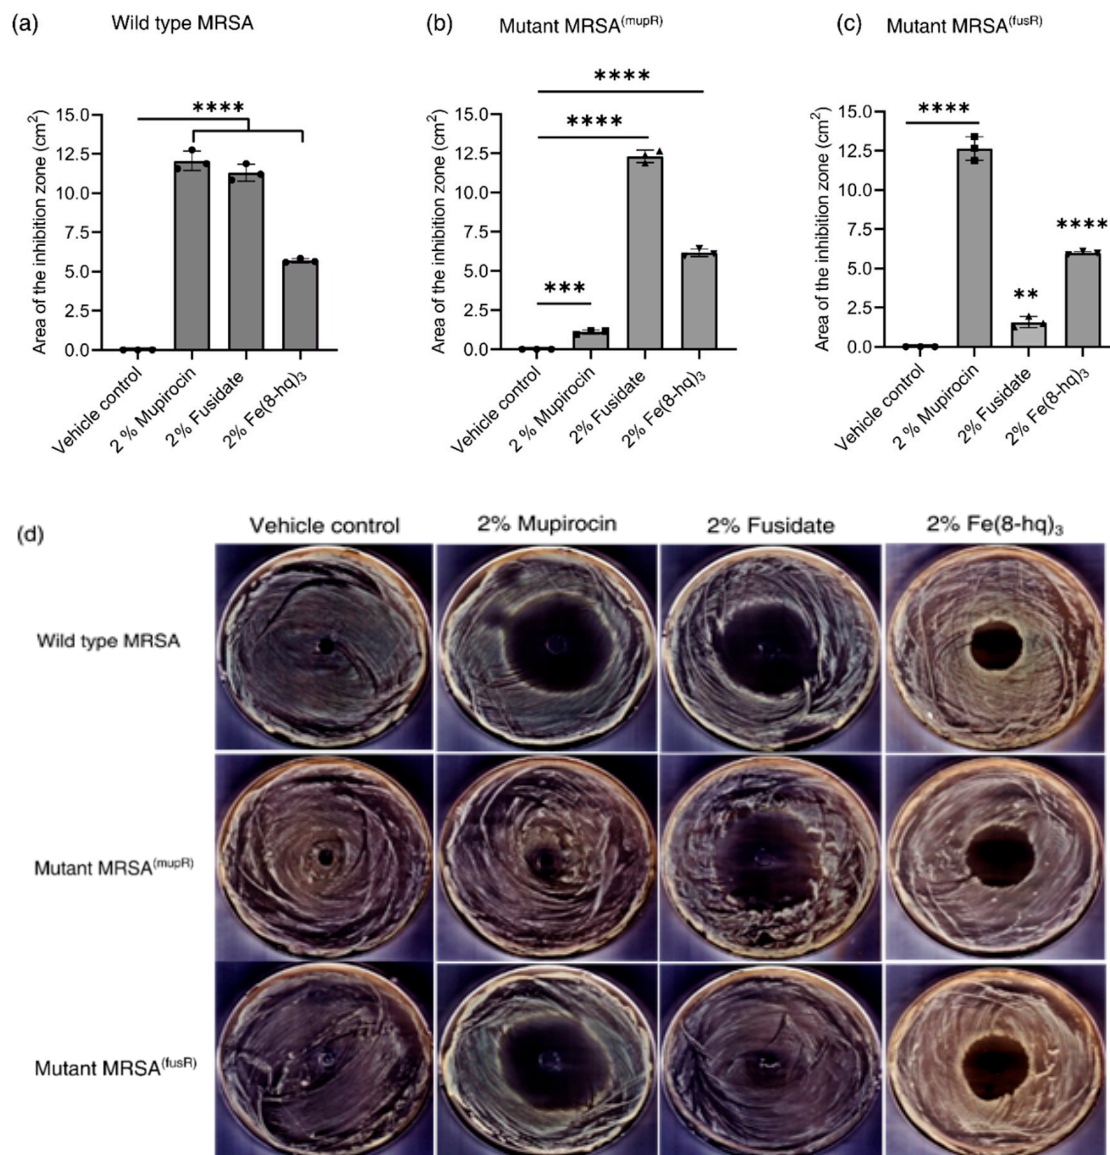 (a) Wild type MRSA
Area of the inhibition zone (cm²)
15.0
12.5
10.0
7.5
5.0
2.5
0.0
****
Vehicle control
2 % Mupirocin
2 % Fusidate
2% Fe(8-hq)₃
(b) Mutant MRSA⁽ᵐᵘᵖᴿ⁾
Area of the inhibition zone (cm²)
15.0
12.5
10.0
7.5
5.0
2.5
0.0
****
****
***
Vehicle control
2 % Mupirocin
2 % Fusidate
2% Fe(8-hq)₃
(c) Mutant MRSA⁽ᶠᵘˢᴿ⁾
Area of the inhibition zone (cm²)
15.0
12.5
10.0
7.5
5.0
2.5
0.0
****
**
****
Vehicle control
2 % Mupirocin
2 % Fusidate
2% Fe(8-hq)₃
(d)
Vehicle control 2% Mupirocin 2% Fusidate 2% Fe(8-hq)₃
Wild type MRSA
Mutant MRSA⁽ᵐᵘᵖᴿ⁾
Mutant MRSA⁽ᶠᵘˢᴿ⁾